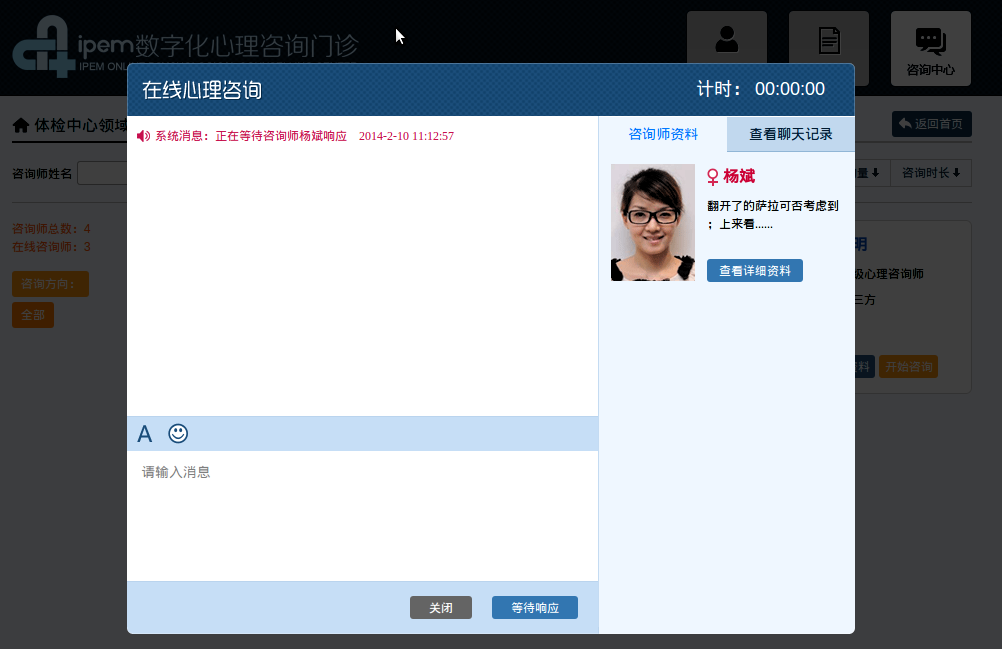 ipem数字化心理咨询门诊
IPEM ONL
咨询中心
在线心理咨询
计时： 00:00:00
体检中心领域
返回首页
系统消息：正在等待咨询师杨斌响应 2014-2-10 11:12:57
咨询师资料
查看聊天记录
咨询师姓名
量
咨询时长
杨斌
翻开了的萨拉可否考虑到
；上来看......
查看详细资料
咨询师总数：4
在线咨询师：3
咨询方向：
全部
明
级心理咨询师
三方
资料
开始咨询
A
请输入消息
关闭
等待响应